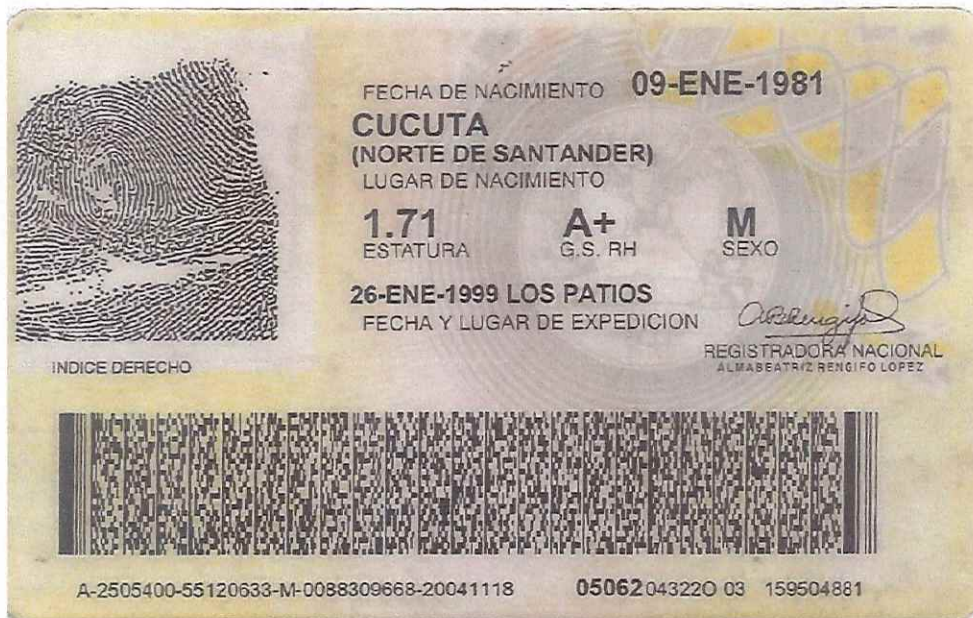 FECHA DE NACIMIENTO 09-ENE-1981
CUCUTA
(NORTE DE SANTANDER)
LUGAR DE NACIMIENTO
1.71 A+ M
ESTATURA G.S. RH SEXO
26-ENE-1999 LOS PATIOS
FECHA Y LUGAR DE EXPEDICION
INDICE DERECHO
REGISTRADORA NACIONAL
ALMABEATRIZ RENGIFO LOPEZ
A-2505400-55120633-M-0088309668-20041118 05062 04322O 03 159504881